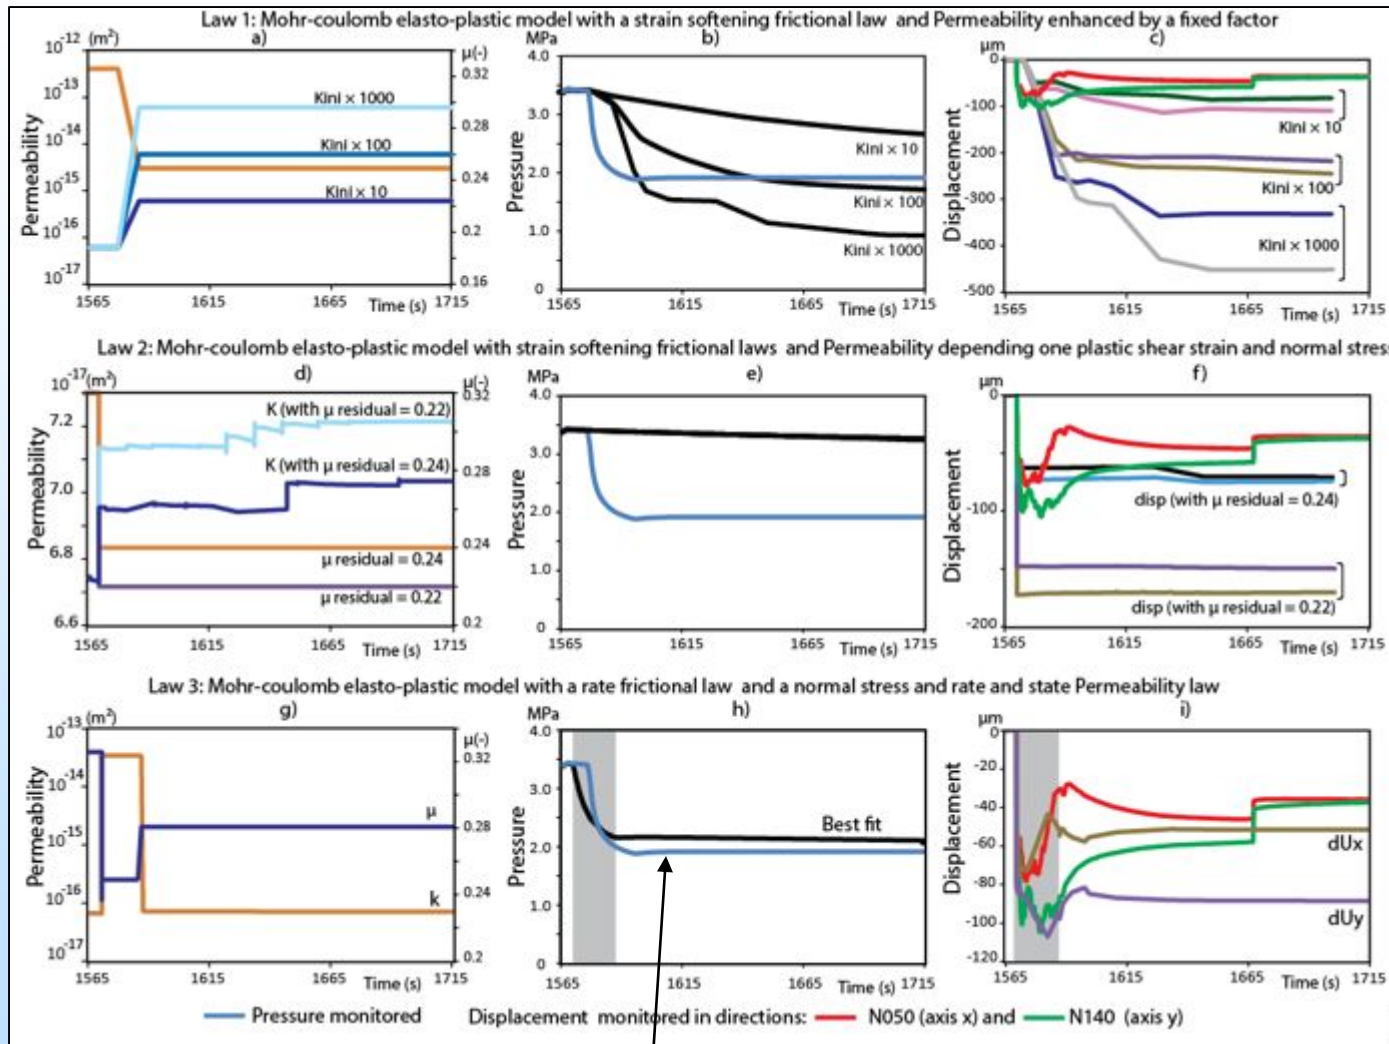 Law 1: Mohr-coulomb elasto-plastic model with a strain softening frictional law and Permeability enhanced by a fixed factor
a)
b)
c)
10⁻¹² (m²)
10⁻¹³
10⁻¹⁴
10⁻¹⁵
10⁻¹⁶
10⁻¹⁷
Permeability
μ(-)
0.32
0.28
0.24
0.2
0.16
Kini × 1000
Kini × 100
Kini × 10
1565 1615 1665 1715
Time (s)
MPa
4.0
3.0
2.0
1.0
0
Pressure
Kini × 10
Kini × 100
Kini × 1000
1565 1615 1665 1715
Time (s)
μm
0
-100
-200
-300
-400
-500
Displacement
Kini × 10
Kini × 100
Kini × 1000
1565 1615 1665 1715
Time (s)
Law 2: Mohr-coulomb elasto-plastic model with strain softening frictional laws and Permeability depending one plastic shear strain and normal stress
d)
e)
f)
10⁻¹⁷ (m²)
7.2
7.0
6.8
6.6
Permeability
μ(-)
0.32
0.28
0.24
0.2
K (with μ residual = 0.22)
K (with μ residual = 0.24)
μ residual = 0.24
μ residual = 0.22
1565 1615 1665 1715
Time (s)
MPa
4.0
3.0
2.0
1.0
0
Pressure
1565 1615 1665 1715
Time (s)
μm
0
-100
-200
Displacement
disp (with μ residual = 0.24)
disp (with μ residual = 0.22)
1565 1615 1665 1715
Time (s)
Law 3: Mohr-coulomb elasto-plastic model with a rate frictional law and a normal stress and rate and state Permeability law
g)
h)
i)
10⁻¹³ (m²)
10⁻¹⁴
10⁻¹⁵
10⁻¹⁶
10⁻¹⁷
Permeability
μ(-)
0.32
0.28
0.24
0.2
μ
k
1565 1615 1665 1715
Time (s)
MPa
4.0
3.0
2.0
1.0
0
Pressure
Best fit
1565 1615 1665 1715
Time (s)
μm
0
-20
-40
-60
-80
-100
-120
Displacement
dUx
dUy
1565 1615 1665 1715
Time (s)
Pressure monitored Displacement monitored in directions: N050 (axis x) and N140 (axis y)